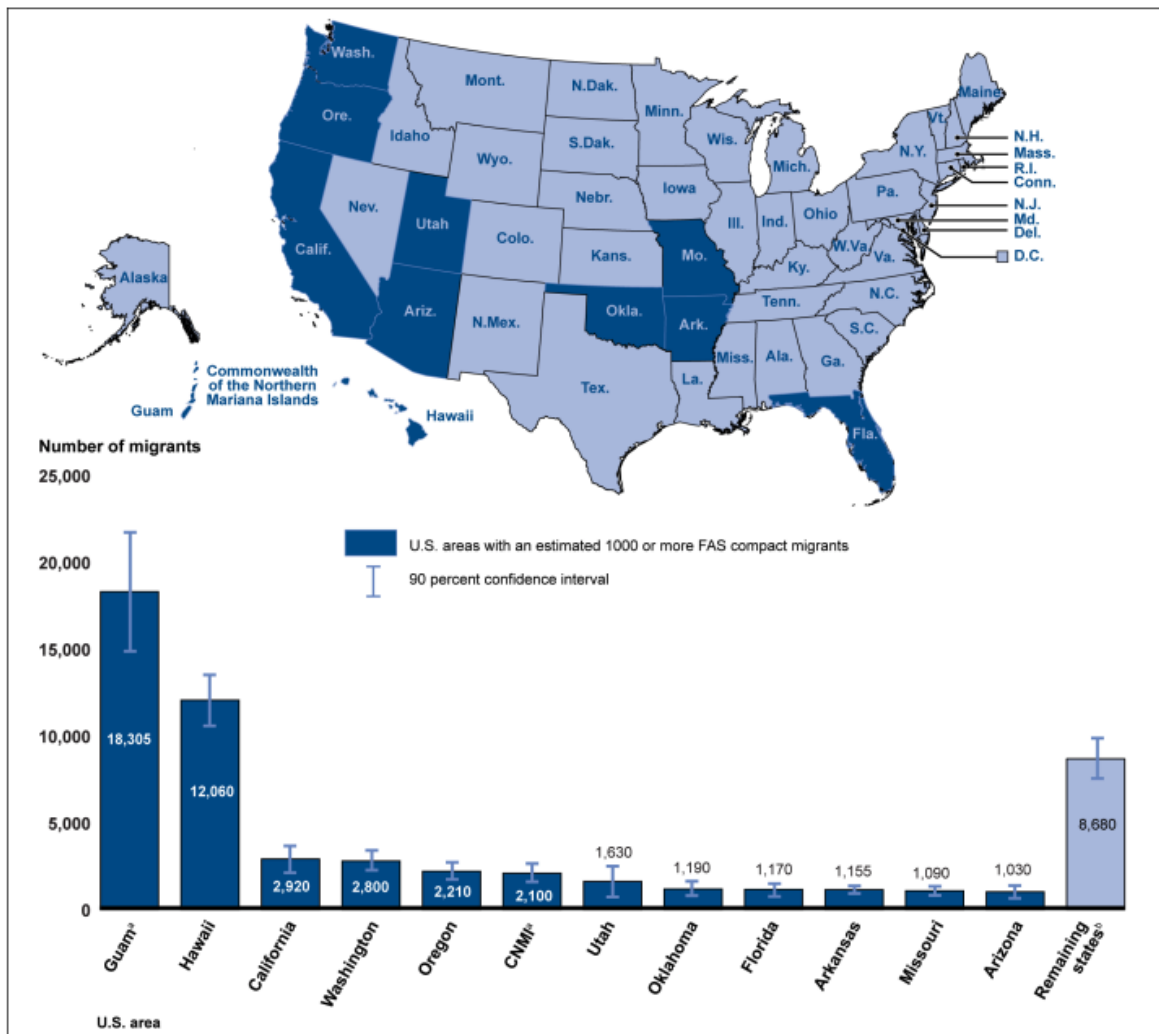 Wash.
Mont.
N.Dak.
Minn.
Maine
Ore.
Idaho
Wis.
Vt.
N.H.
S.Dak.
N.Y.
Mass.
Wyo.
Mich.
R.I.
Conn.
Iowa
Pa.
Nebr.
N.J.
Nev.
Ohio
Md.
Utah
Ill.
Ind.
Del.
Calif.
Colo.
W.Va.
Kans.
Mo.
Va.
D.C.
Ky.
Alaska
N.C.
Tenn.
Ariz.
Okla.
N.Mex.
Ark.
S.C.
Miss.
Ala.
Ga.
Commonwealth
of the Northern
Mariana Islands
La.
Tex.
Guam
Hawaii
Fla.
Number of migrants
25,000
U.S. areas with an estimated 1000 or more FAS compact migrants
90 percent confidence interval
20,000
15,000
10,000
5,000
0
18,305
12,060
2,920
2,800
2,210
2,100
1,630
1,190
1,170
1,155
1,090
1,030
8,680
Guamᵃ
Hawaii
California
Washington
Oregon
CNMIᵃ
Utah
Oklahoma
Florida
Arkansas
Missouri
Arizona
Remaining
statesᵇ
U.S. area